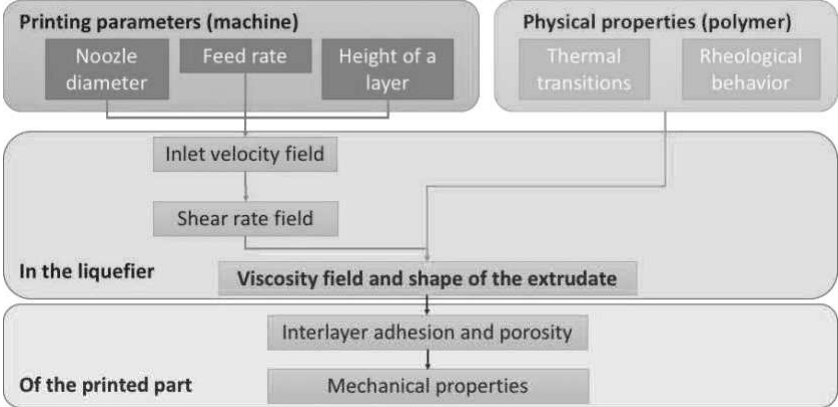 Printing parameters (machine)
Noozle
diameter
Feed rate
Height of a
layer
Physical properties (polymer)
Thermal
transitions
Rheological
behavior
Inlet velocity field
Shear rate field
In the liquefier
Viscosity field and shape of the extrudate
Interlayer adhesion and porosity
Of the printed part
Mechanical properties